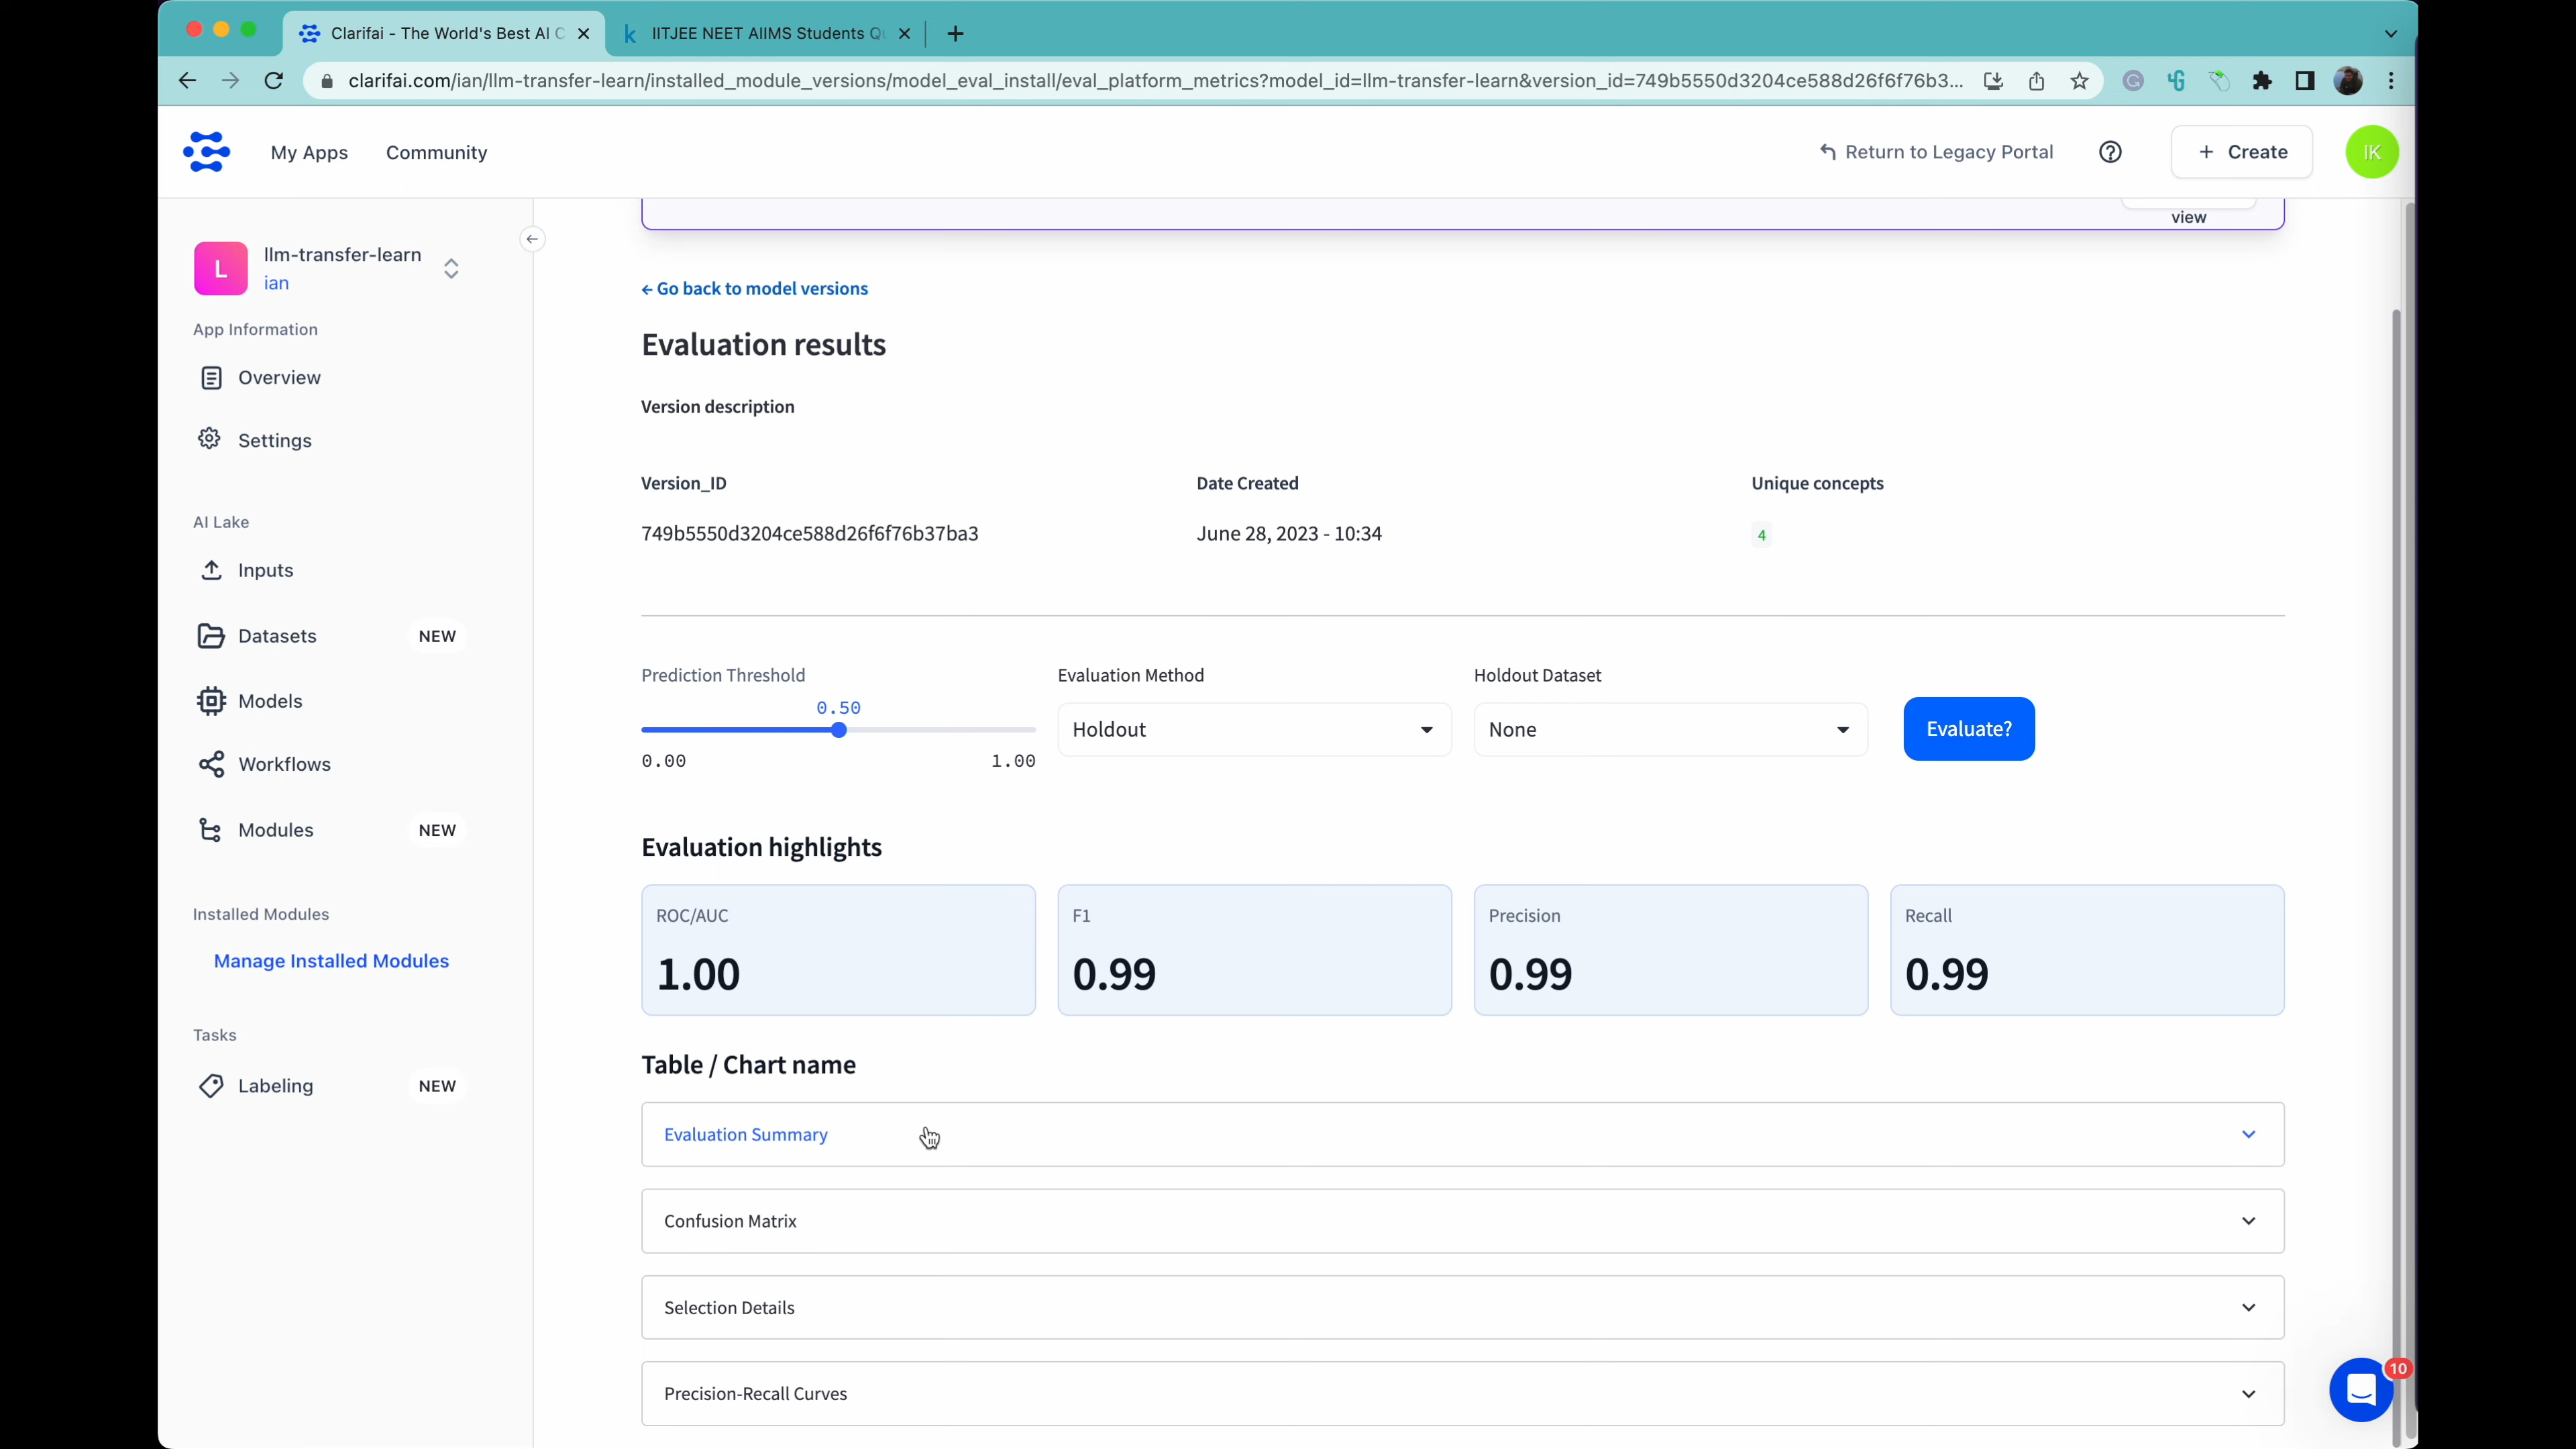 Clarifai - The World's Best AI C
IITJEE NEET AIIMS Students Qu
clarifai.com/ian/llm-transfer-learn/installed_module_versions/model_eval_install/eval_platform_metrics?model_id=llm-transfer-learn&version_id=749b5550d3204ce588d26f6f76b3...
My Apps
Community
Return to Legacy Portal
+ Create
IK
L
llm-transfer-learn
ian
App Information
Overview
Settings
AI Lake
Inputs
Datasets NEW
Models
Workflows
Modules NEW
Installed Modules
Manage Installed Modules
Tasks
Labeling NEW
view
← Go back to model versions
Evaluation results
Version description
Version_ID
Date Created
Unique concepts
749b5550d3204ce588d26f6f76b37ba3
June 28, 2023 - 10:34
4
Prediction Threshold
Evaluation Method
Holdout Dataset
0.50
Holdout
None
Evaluate?
0.00
1.00
Evaluation highlights
ROC/AUC
1.00
F1
0.99
Precision
0.99
Recall
0.99
Table / Chart name
Evaluation Summary
Confusion Matrix
Selection Details
Precision-Recall Curves
10